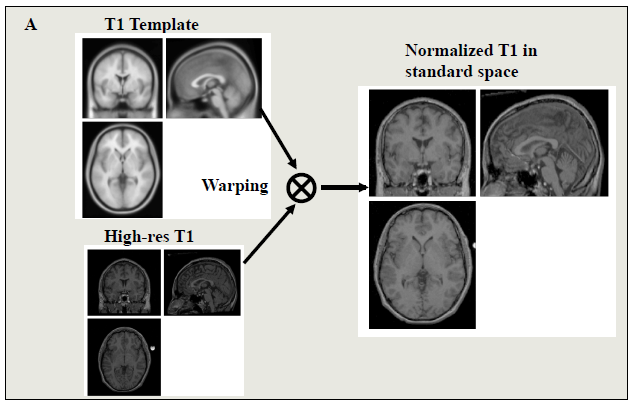 A
T1 Template
Normalized T1 in
standard space
Warping
High-res T1